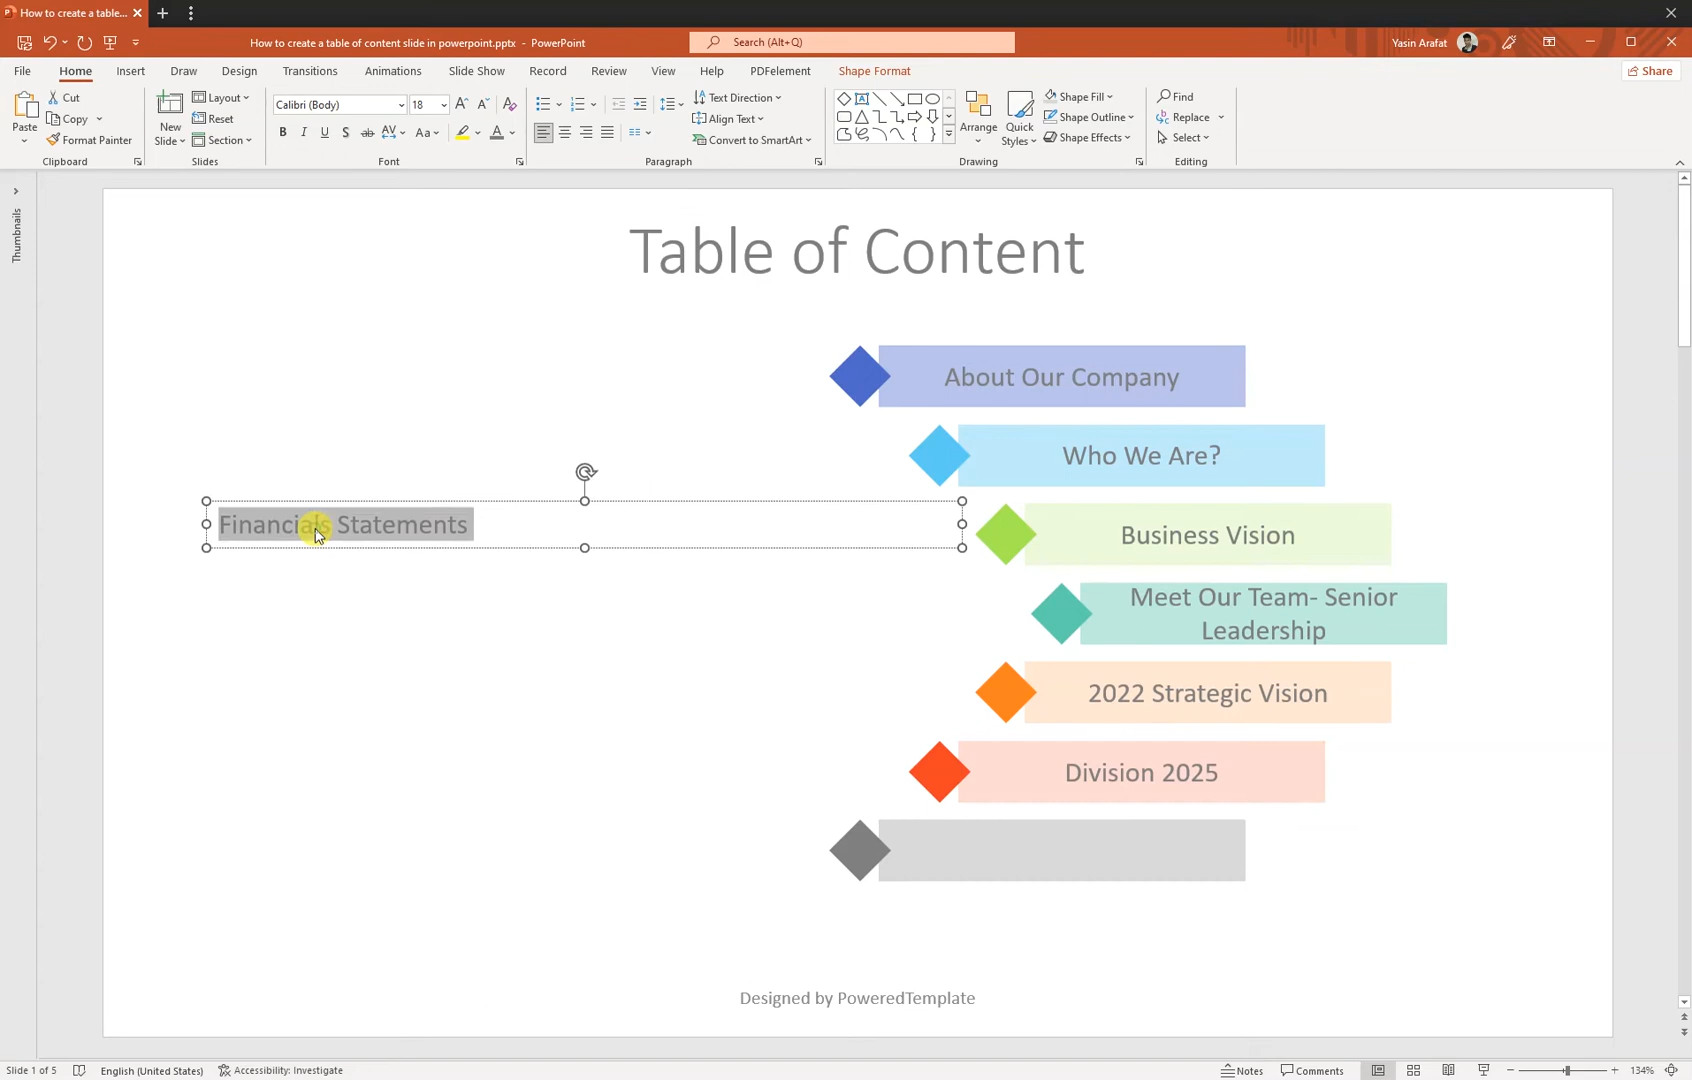 How to create a table...
How to create a table of content slide in powerpoint.pptx - PowerPoint
Search (Alt+Q)
Yasin Arafat
File Home Insert Draw Design Transitions Animations Slide Show Record Review View Help PDFelement Shape Format
Share
Paste
Cut
Copy
Format Painter
Clipboard
New Slide
Layout
Reset
Section
Slides
Calibri (Body) 18
Font
Text Direction
Align Text
Convert to SmartArt
Paragraph
Arrange
Quick Styles
Shape Fill
Shape Outline
Shape Effects
Drawing
Find
Replace
Select
Editing
Thumbnails
Table of Content
About Our Company
Who We Are?
Financials Statements
Business Vision
Meet Our Team- Senior
Leadership
2022 Strategic Vision
Division 2025
Designed by PoweredTemplate
Slide 1 of 5 English (United States) Accessibility: Investigate Notes Comments 134%